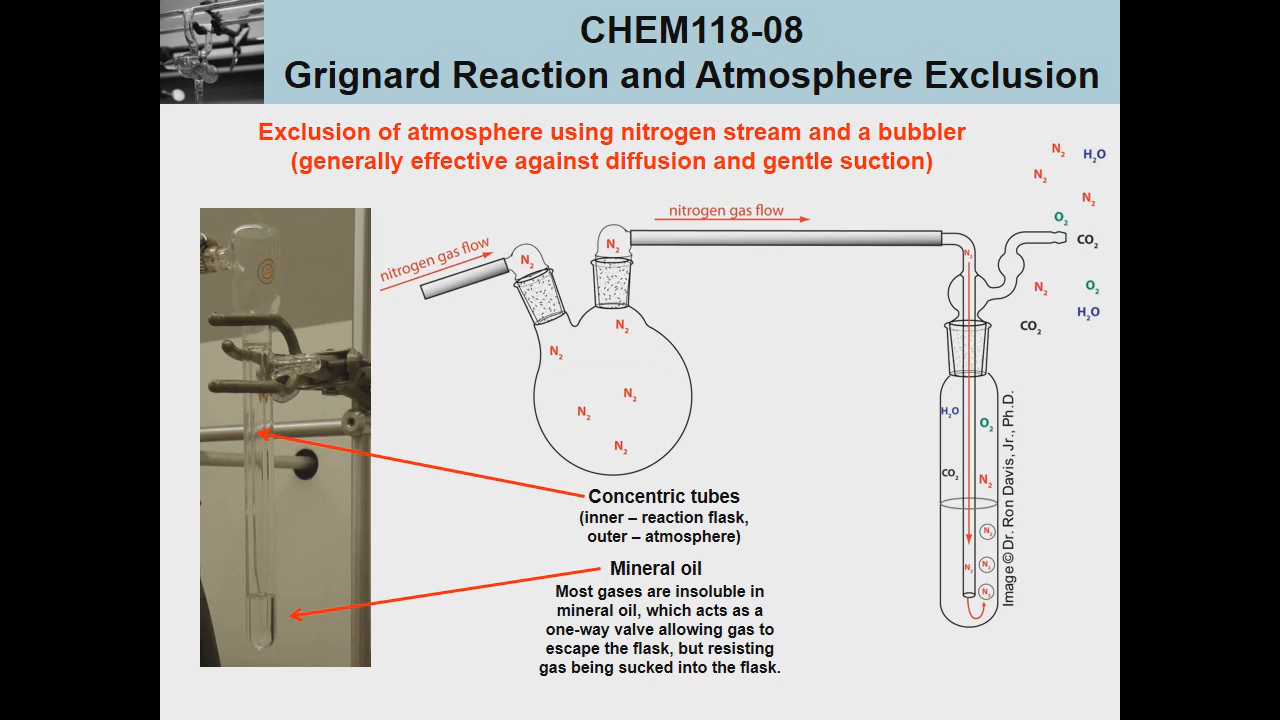 CHEM118-08
Grignard Reaction and Atmosphere Exclusion
Exclusion of atmosphere using nitrogen stream and a bubbler
(generally effective against diffusion and gentle suction)
nitrogen gas flow
nitrogen gas flow
N₂
N₂
N₂
N₂
N₂
N₂
N₂
N₂
H₂O
N₂
N₂
O₂
CO₂
N₂
O₂
H₂O
CO₂
N₂
H₂O
O₂
CO₂
N₂
N₂
N₂
N₂
N₂
Concentric tubes
(inner – reaction flask,
outer – atmosphere)
Mineral oil
Most gases are insoluble in
mineral oil, which acts as a
one-way valve allowing gas to
escape the flask, but resisting
gas being sucked into the flask.
Image © Dr. Ron Davis, Jr., Ph.D.